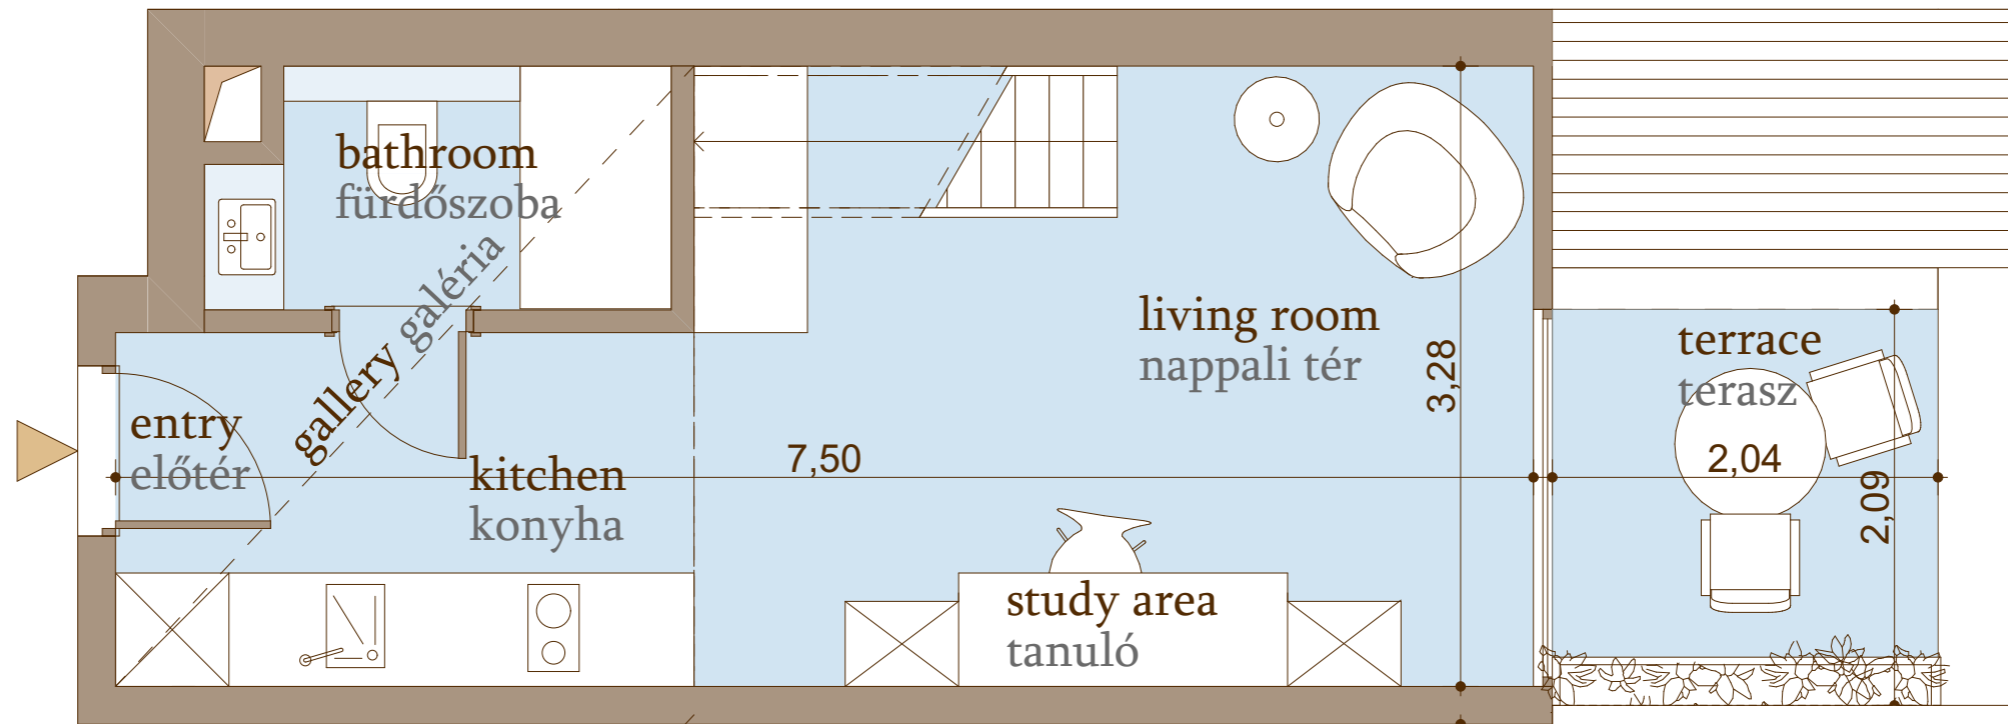 bathroom
fürdőszoba
gallery galéria
entry
előtér
kitchen
konyha
7,50
living room
nappali tér
3,28
study area
tanuló
terrace
terasz
2,04
2,09